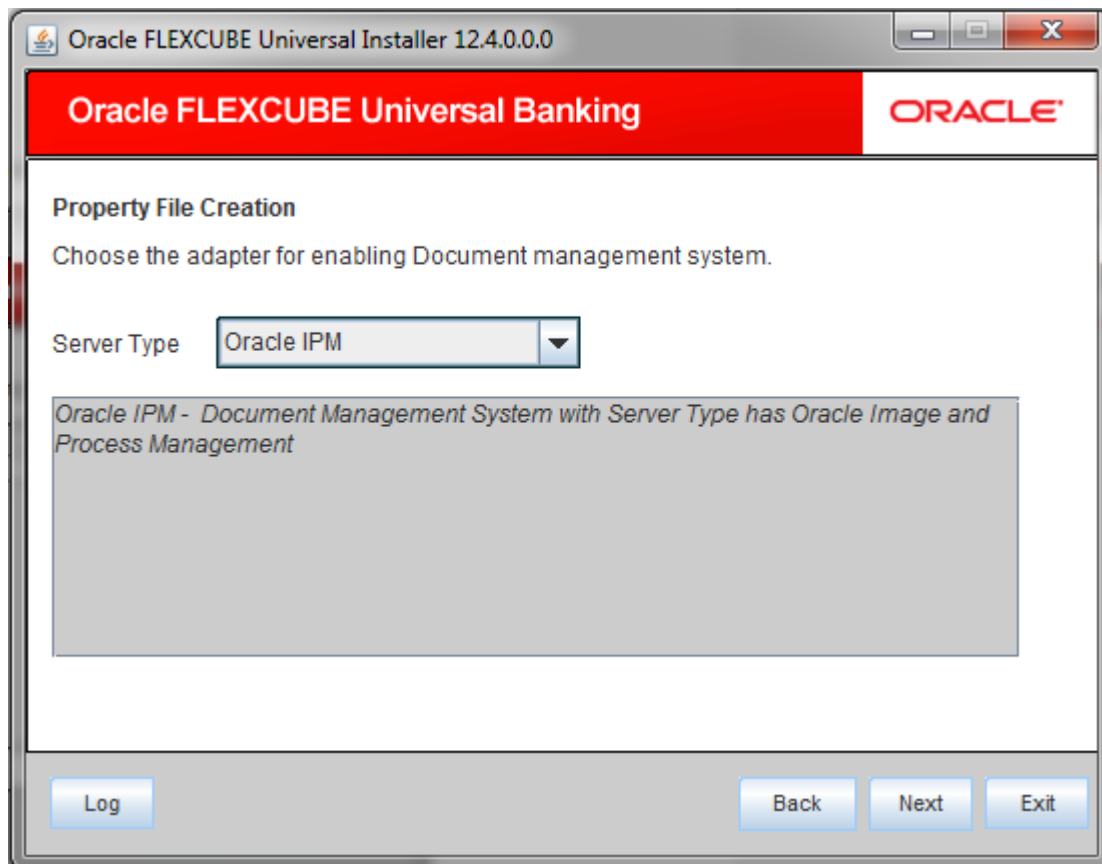 Oracle FLEXCUBE Universal Installer 12.4.0.0.0
Oracle FLEXCUBE Universal Banking
ORACLE
Property File Creation
Choose the adapter for enabling Document management system.
Server Type Oracle IPM
Oracle IPM - Document Management System with Server Type has Oracle Image and
Process Management
Log Back Next Exit